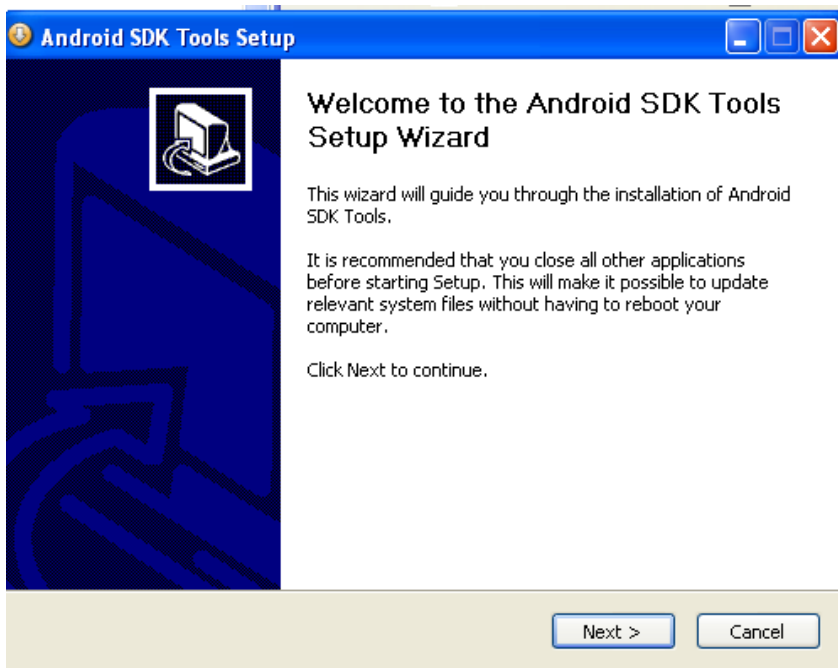 Android SDK Tools Setup
Welcome to the Android SDK Tools
Setup Wizard
This wizard will guide you through the installation of Android
SDK Tools.
It is recommended that you close all other applications
before starting Setup. This will make it possible to update
relevant system files without having to reboot your
computer.
Click Next to continue.
Next >
Cancel